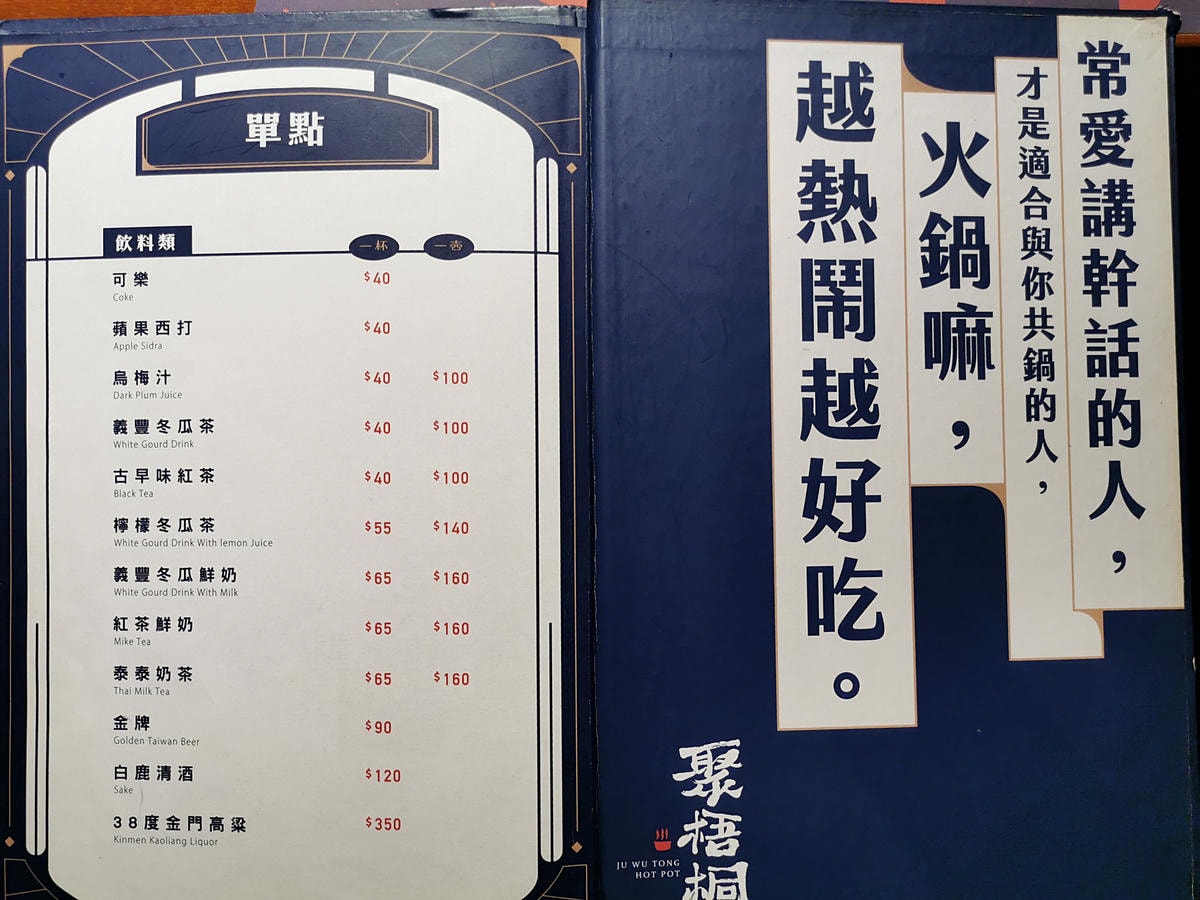 單點
飲料類 一杯 一壺
可樂 $40
Coke
蘋果西打 $40
Apple Sidra
烏梅汁 $40 $100
Dark Plum Juice
義豐冬瓜茶 $40 $100
White Gourd Drink
古早味紅茶 $40 $100
Black Tea
檸檬冬瓜茶 $55 $140
White Gourd Drink With lemon Juice
義豐冬瓜鮮奶 $65 $160
White Gourd Drink With Milk
紅茶鮮奶 $65 $160
Mike Tea
泰泰奶茶 $65 $160
Thai Milk Tea
金牌 $90
Golden Taiwan Beer
白鹿清酒 $120
Sake
38度金門高粱 $350
Kinmen Kaoliang Liquor
常愛講幹話的人，
才是適合與你共鍋的人，
火鍋嘛，
越熱鬧越好吃。
聚梧桐
JU WU TONG
HOT POT